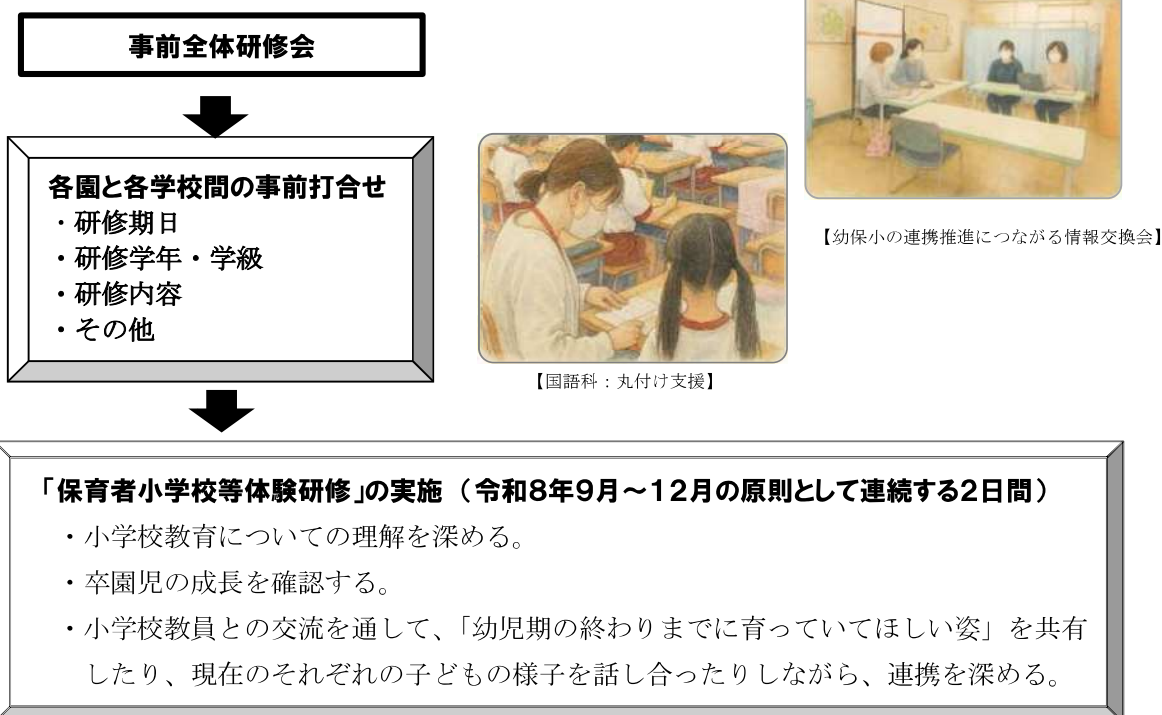 事前全体研修会
各園と各学校間の事前打合せ
・研修期日
・研修学年・学級
・研修内容
・その他
【国語科：丸付け支援】
【幼保小の連携推進につながる情報交換会】
「保育者小学校等体験研修」の実施（令和8年9月～12月の原則として連続する2日間）
・小学校教育についての理解を深める。
・卒園児の成長を確認する。
・小学校教員との交流を通して、「幼児期の終わりまでに育っていてほしい姿」を共有
したり、現在のそれぞれの子どもの様子を話し合ったりしながら、連携を深める。